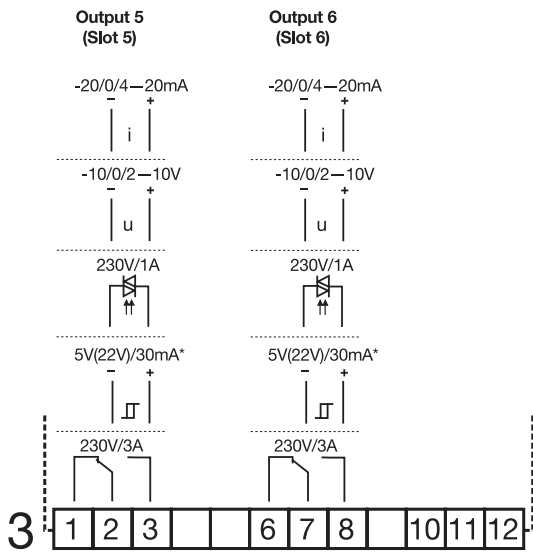 Output 5 Output 6
(Slot 5) (Slot 6)
-20/0/4—20mA -20/0/4—20mA
− + − +
i i
-10/0/2—10V -10/0/2—10V
− + − +
u u
230V/1A 230V/1A
5V(22V)/30mA* 5V(22V)/30mA*
− + − +
230V/3A 230V/3A
3 1 2 3 6 7 8 10 11 12